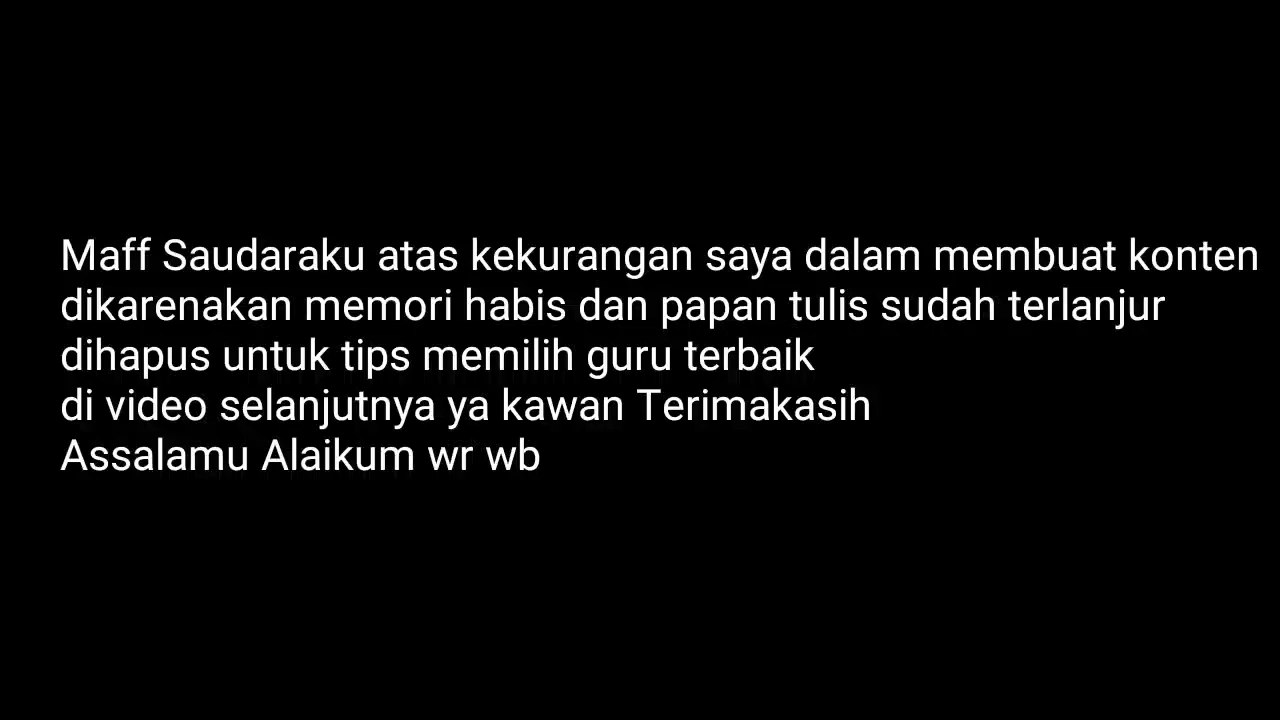 Maff Saudaraku atas kekurangan saya dalam membuat konten
dikarenakan memori habis dan papan tulis sudah terlanjur
dihapus untuk tips memilih guru terbaik
di video selanjutnya ya kawan Terimakasih
Assalamu Alaikum wr wb